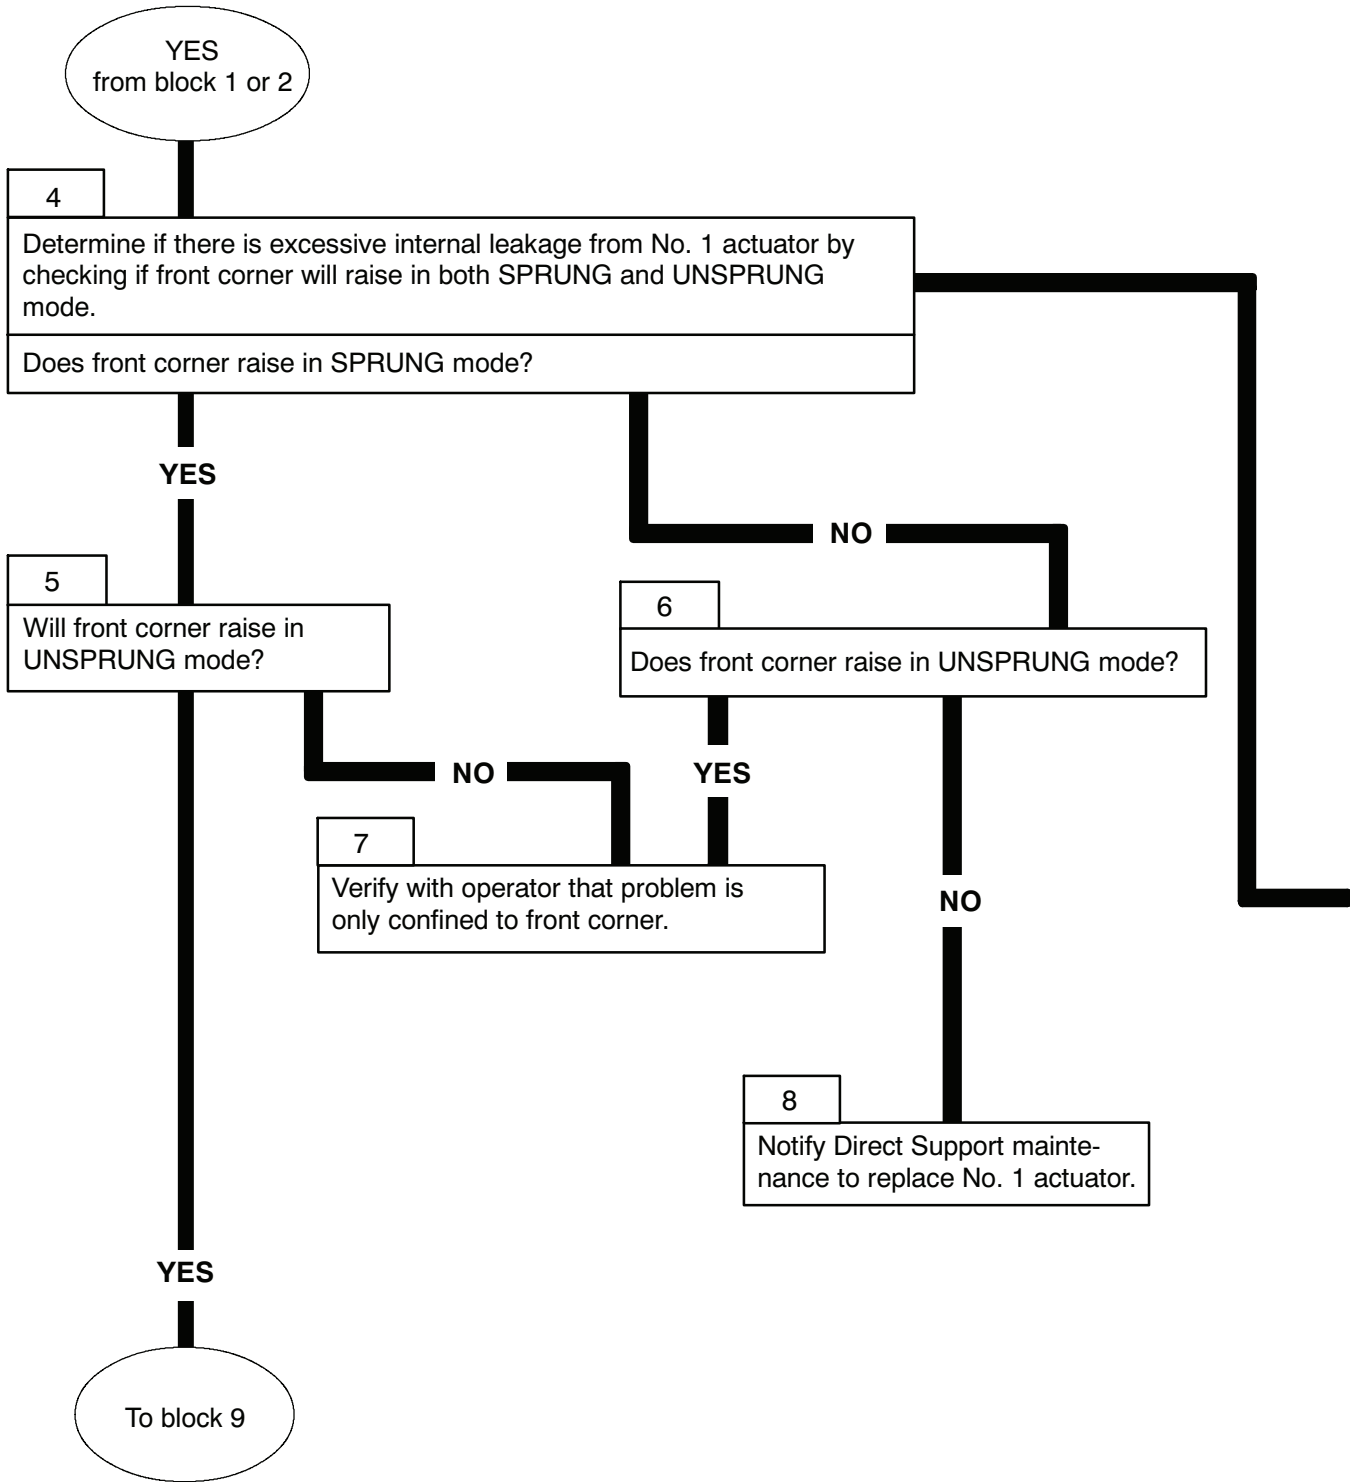 YES
from block 1 or 2
4
Determine if there is excessive internal leakage from No. 1 actuator by
checking if front corner will raise in both SPRUNG and UNSPRUNG
mode.
Does front corner raise in SPRUNG mode?
YES
NO
5
Will front corner raise in
UNSPRUNG mode?
6
Does front corner raise in UNSPRUNG mode?
NO
YES
7
Verify with operator that problem is
only confined to front corner.
NO
8
Notify Direct Support mainte-
nance to replace No. 1 actuator.
YES
To block 9